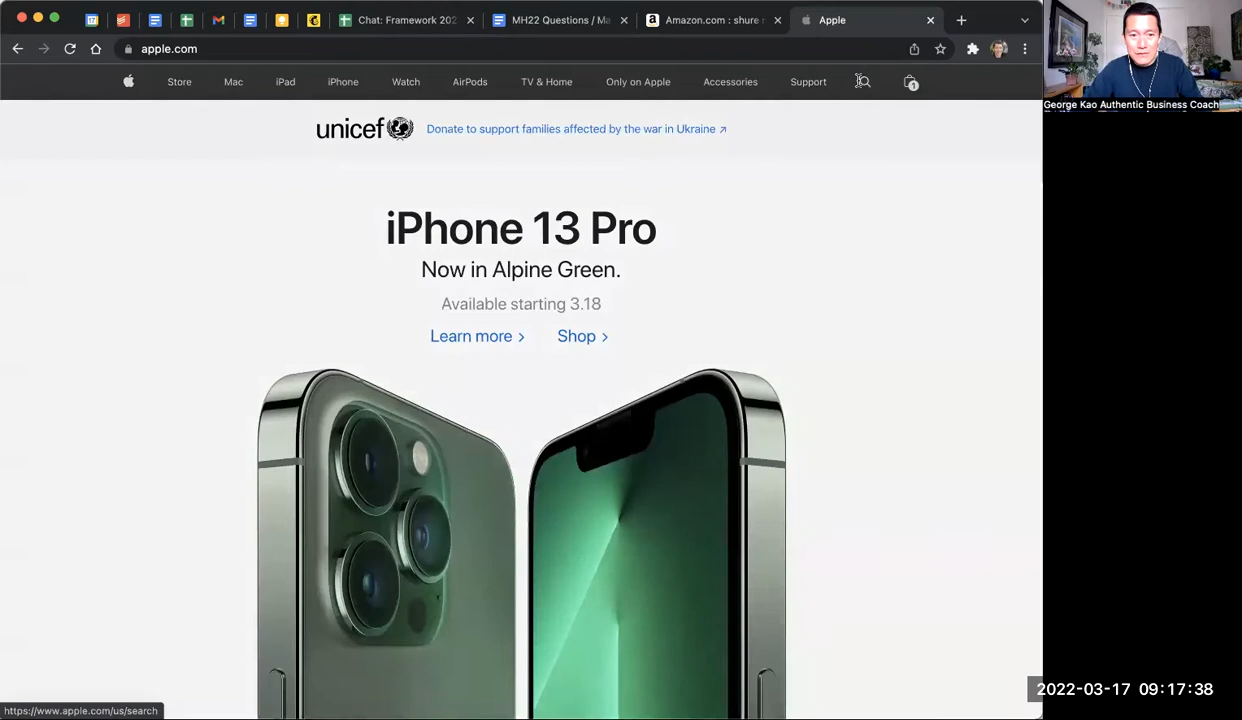 Chat: Framework 202
MH22 Questions / Ma
Amazon.com : shure
Apple
apple.com
Store
Mac
iPad
iPhone
Watch
AirPods
TV & Home
Only on Apple
Accessories
Support
1
George Kao Authentic Business Coach
unicef
Donate to support families affected by the war in Ukraine ↗
iPhone 13 Pro
Now in Alpine Green.
Available starting 3.18
Learn more >
Shop >
2022-03-17 09:17:38
https://www.apple.com/us/search